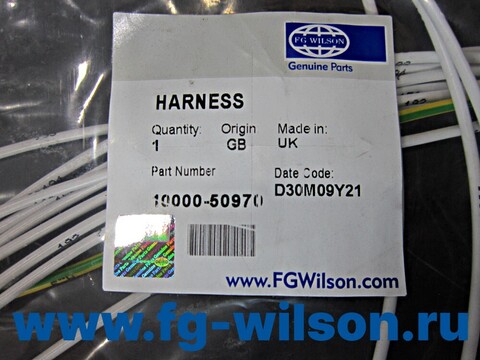 FG WILSON
Genuine Parts
HARNESS
Quantity: Origin Made in:
1 GB UK
Part Number Date Code:
10000-50970 D30M09Y21
www.FGWilson.com
www.fg-wilson.ru